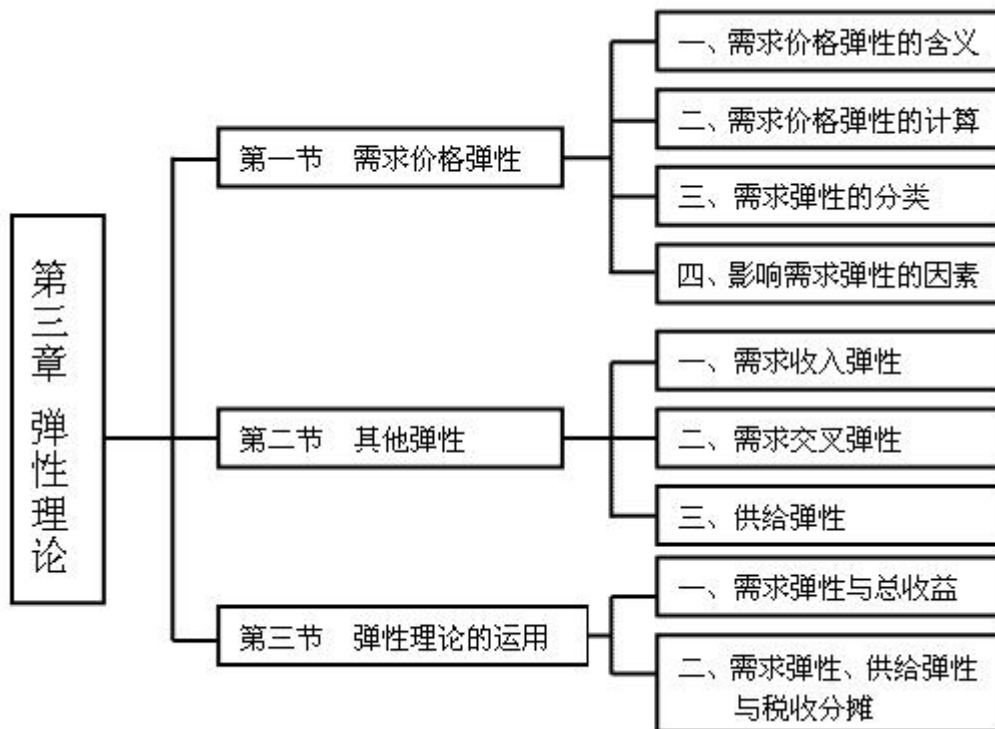 第三章 弹性理论
第一节 需求价格弹性
一、需求价格弹性的含义
二、需求价格弹性的计算
三、需求弹性的分类
四、影响需求弹性的因素
第二节 其他弹性
一、需求收入弹性
二、需求交叉弹性
三、供给弹性
第三节 弹性理论的运用
一、需求弹性与总收益
二、需求弹性、供给弹性
与税收分摊